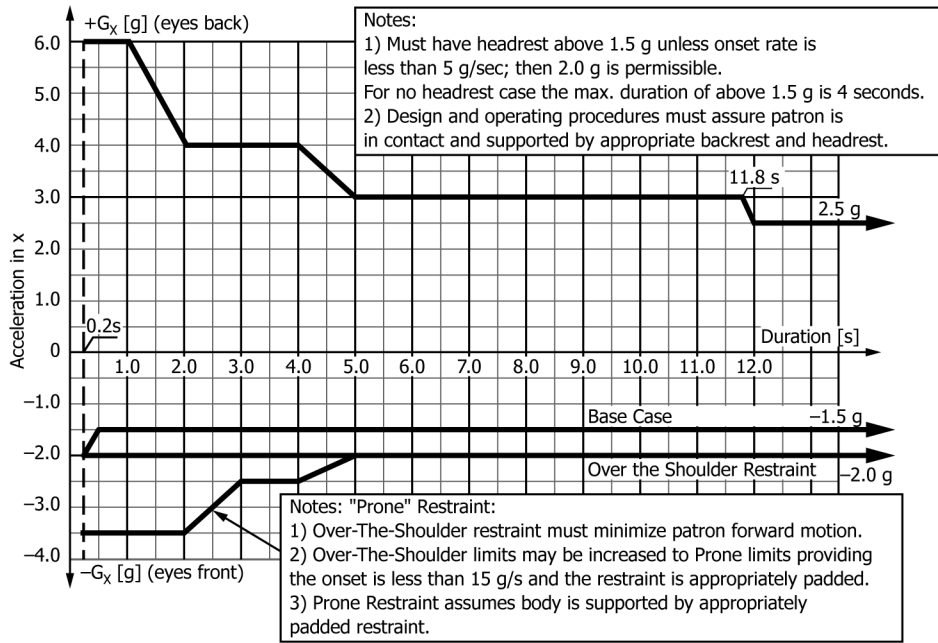 +Gx [g] (eyes back)
Notes:
1) Must have headrest above 1.5 g unless onset rate is
less than 5 g/sec; then 2.0 g is permissible.
For no headrest case the max. duration of above 1.5 g is 4 seconds.
2) Design and operating procedures must assure patron is
in contact and supported by appropriate backrest and headrest.
6.0
5.0
4.0
3.0
2.0
1.0
0
–1.0
–2.0
–3.0
–4.0
Acceleration in x
11.8 s
2.5 g
0.2s
Duration [s]
1.0 2.0 3.0 4.0 5.0 6.0 7.0 8.0 9.0 10.0 11.0 12.0
Base Case –1.5 g
Over the Shoulder Restraint –2.0 g
–Gx [g] (eyes front)
Notes: "Prone" Restraint:
1) Over-The-Shoulder restraint must minimize patron forward motion.
2) Over-The-Shoulder limits may be increased to Prone limits providing
the onset is less than 15 g/s and the restraint is appropriately padded.
3) Prone Restraint assumes body is supported by appropriately
padded restraint.